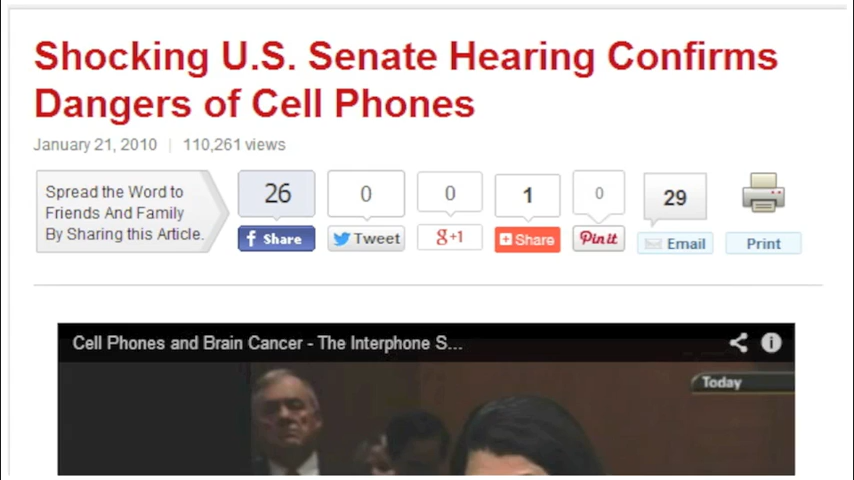 Shocking U.S. Senate Hearing Confirms
Dangers of Cell Phones
January 21, 2010 | 110,261 views
Spread the Word to
Friends And Family
By Sharing this Article.
26
0
0
1
0
29
f Share
Tweet
g+1
Share
Pin it
Email
Print
Cell Phones and Brain Cancer - The Interphone S...
Today